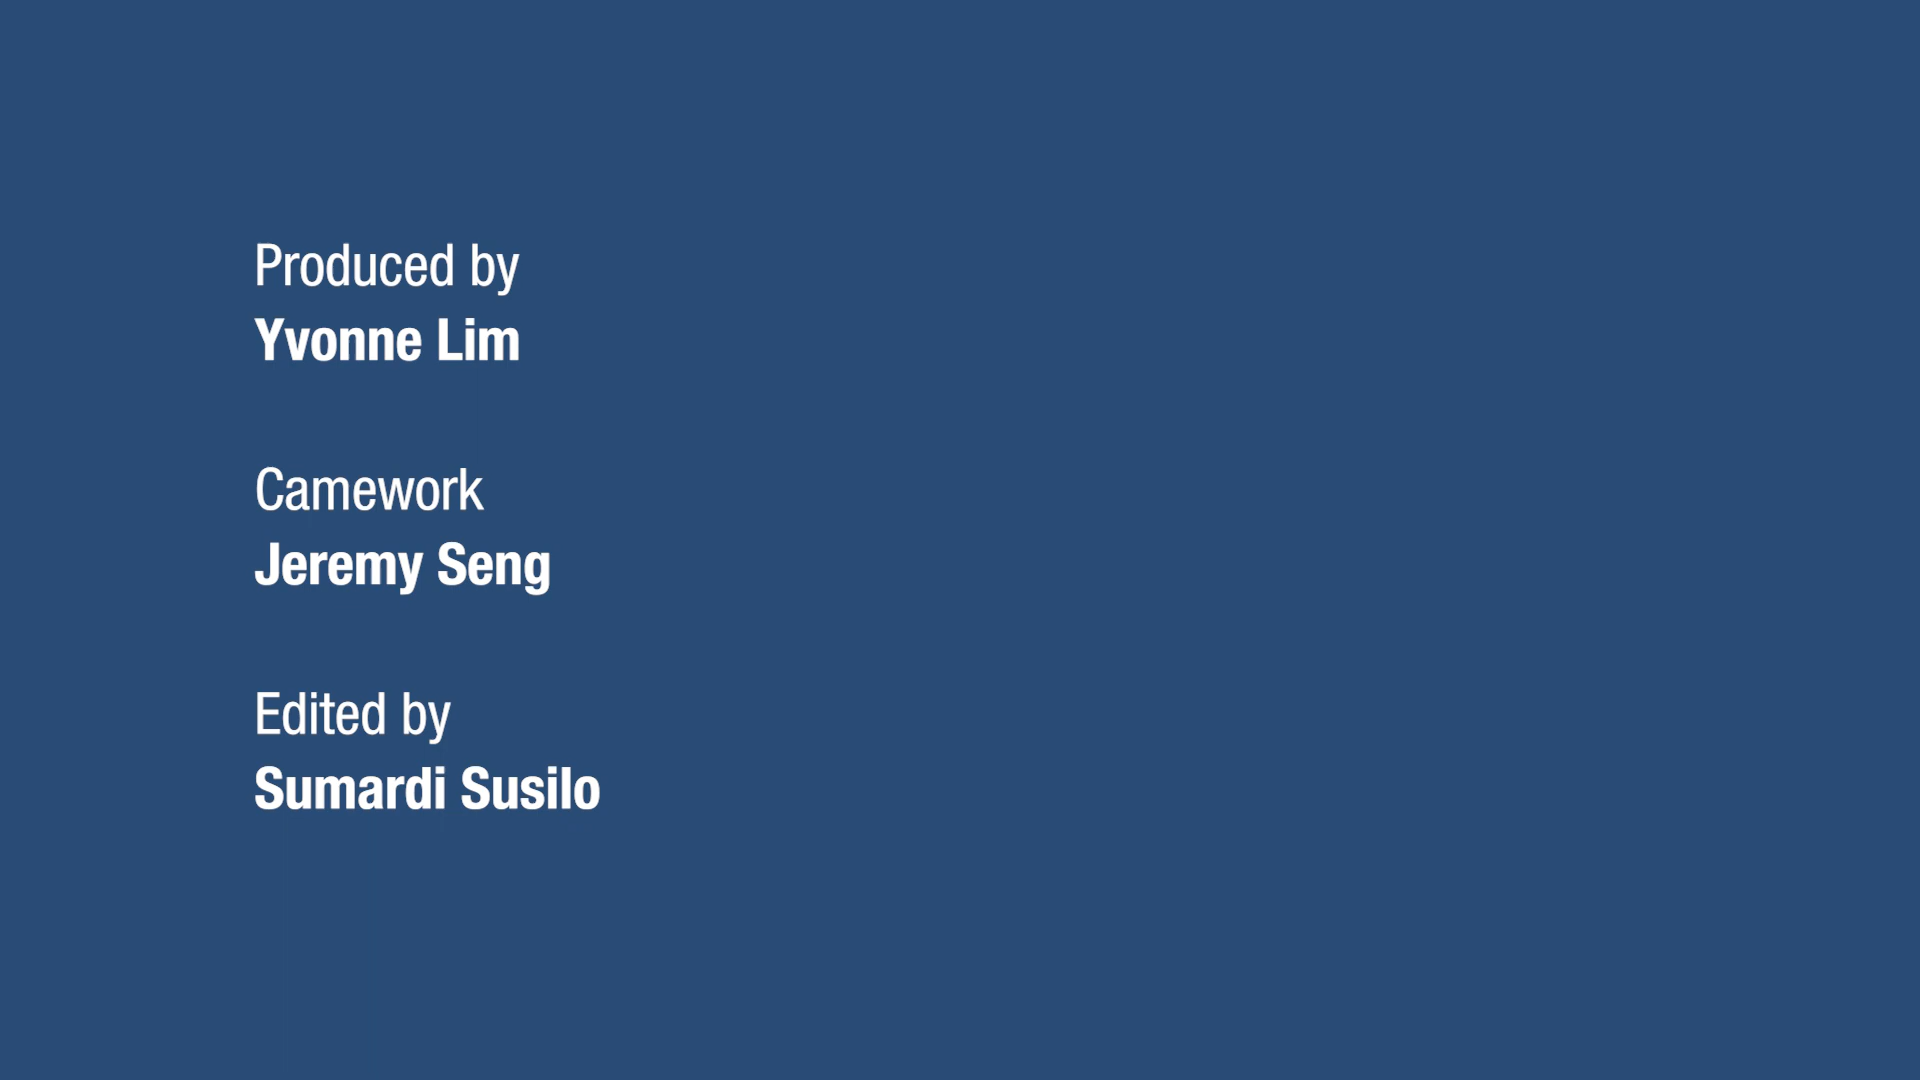 Produced by
Yvonne Lim
Camework
Jeremy Seng
Edited by
Sumardi Susilo